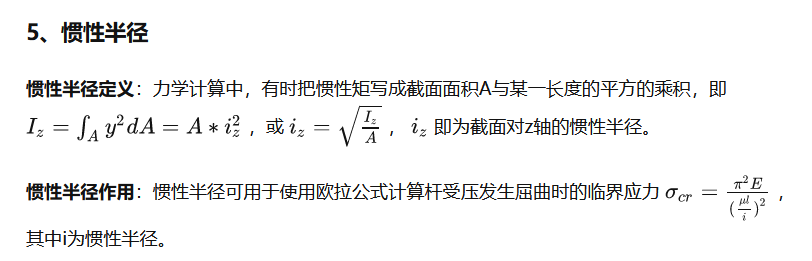 5、惯性半径
惯性半径定义：力学计算中，有时把惯性矩写成截面面积A与某一长度的平方的乘积，即
$I_z = \int_A y^2 dA = A * i_z^2$ ，或 $i_z = \sqrt{\frac{I_z}{A}}$ ， $i_z$ 即为截面对z轴的惯性半径。
惯性半径作用：惯性半径可用于使用欧拉公式计算杆受压发生屈曲时的临界应力 $\sigma_{cr} = \frac{\pi^2 E}{(\frac{\mu l}{i})^2}$ ，
其中i为惯性半径。